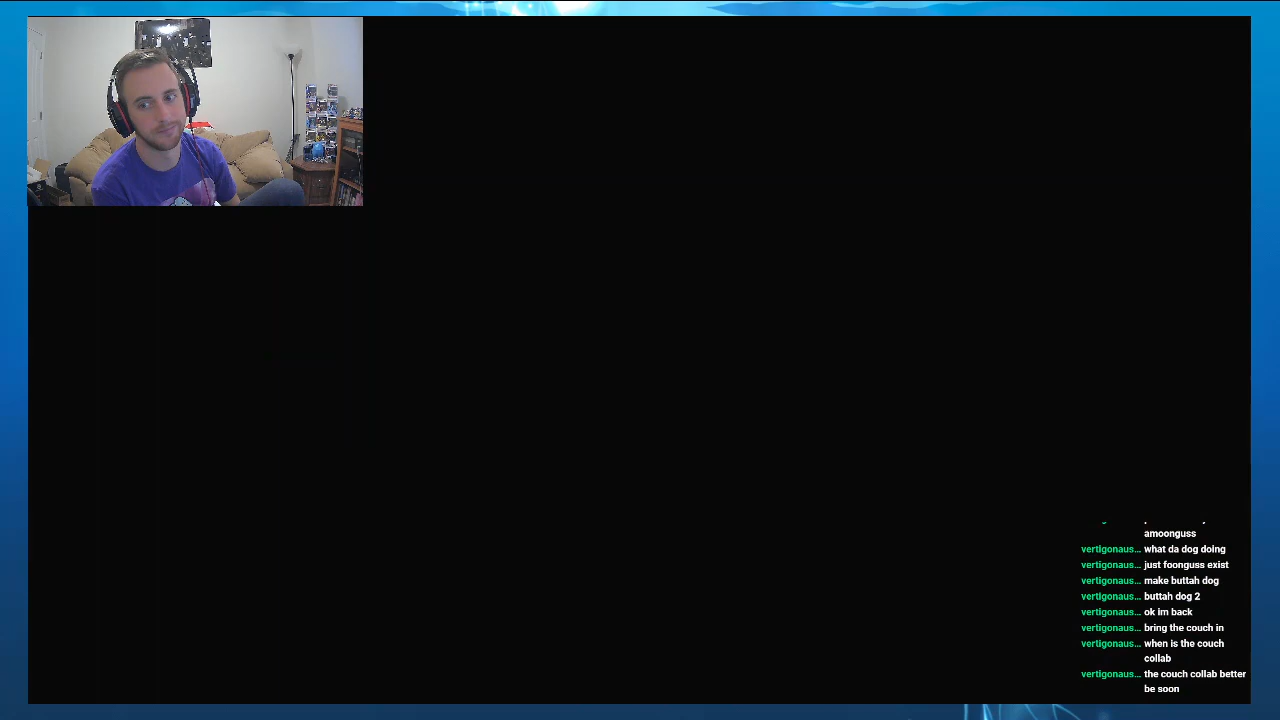 amoonguss
vertigonaus... what da dog doing
vertigonaus... just foonguss exist
vertigonaus... make buttah dog
vertigonaus... buttah dog 2
vertigonaus... ok im back
vertigonaus... bring the couch in
vertigonaus... when is the couch
collab
vertigonaus... the couch collab better
be soon